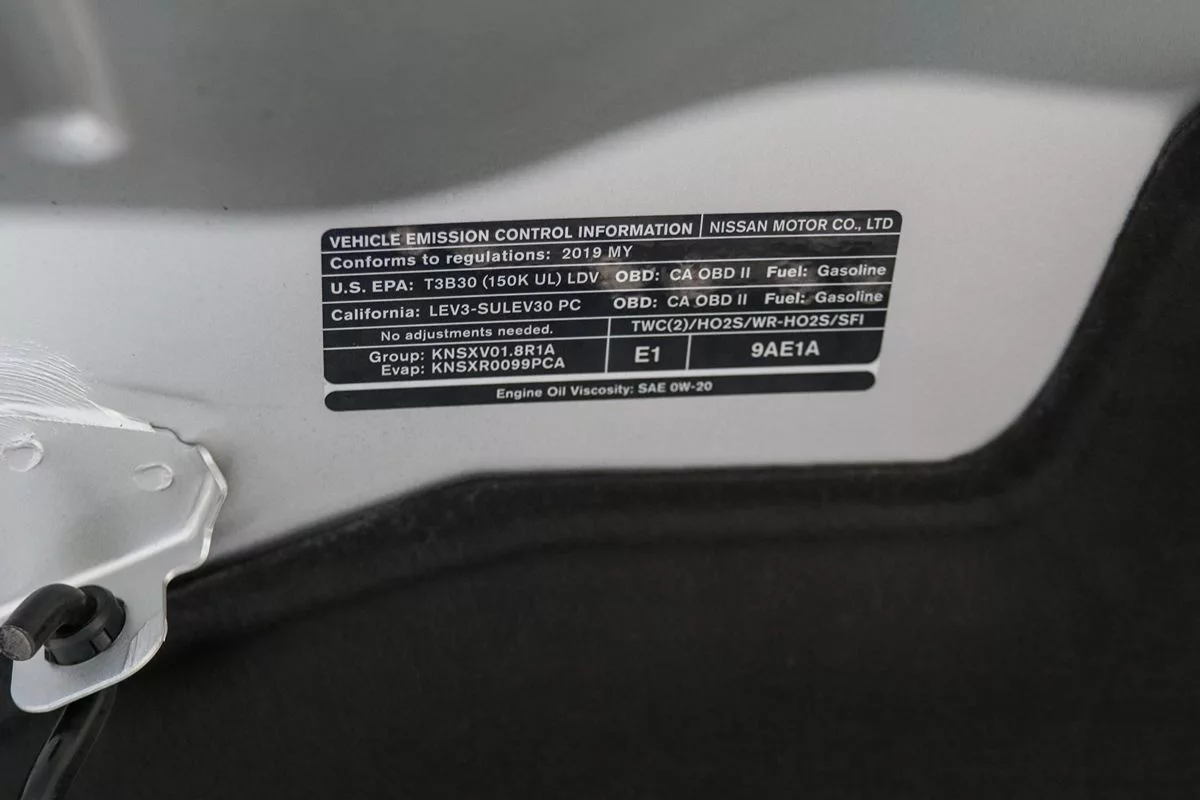 VEHICLE EMISSION CONTROL INFORMATION NISSAN MOTOR CO., LTD
Conforms to regulations: 2019 MY
U.S. EPA: T3B30 (150K UL) LDV OBD: CA OBD II Fuel: Gasoline
California: LEV3-SULEV30 PC OBD: CA OBD II Fuel: Gasoline
No adjustments needed. TWC(2)/HO2S/WR-HO2S/SFI
Group: KNSXV01.8R1A E1 9AE1A
Evap: KNSXR0099PCA
Engine Oil Viscosity: SAE 0W-20